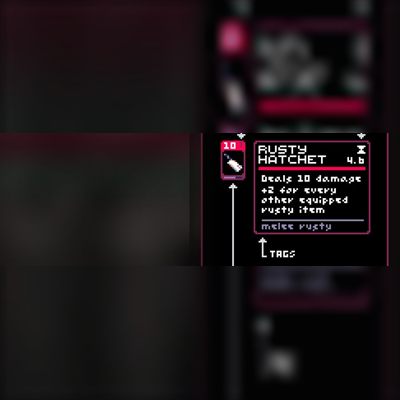 10
RUSTY
HATCHET 4.6
Deals 10 damage
+2 for every
other equipped
rusty item
melee rusty
TAGS